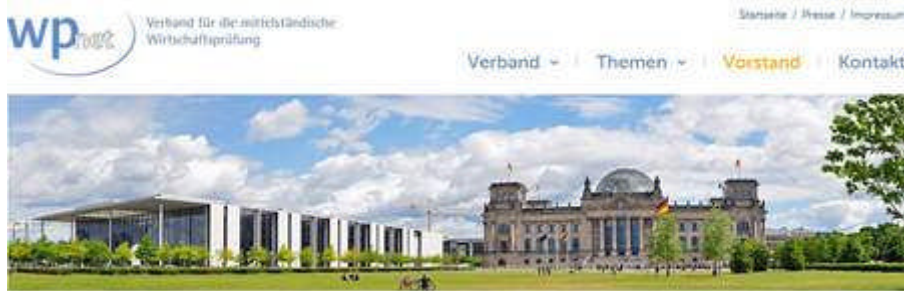 wpnet
Verband für die mittelständische
Wirtschaftsprüfung
Startseite / Presse / Impressum
Verband Themen Vorstand Kontakt